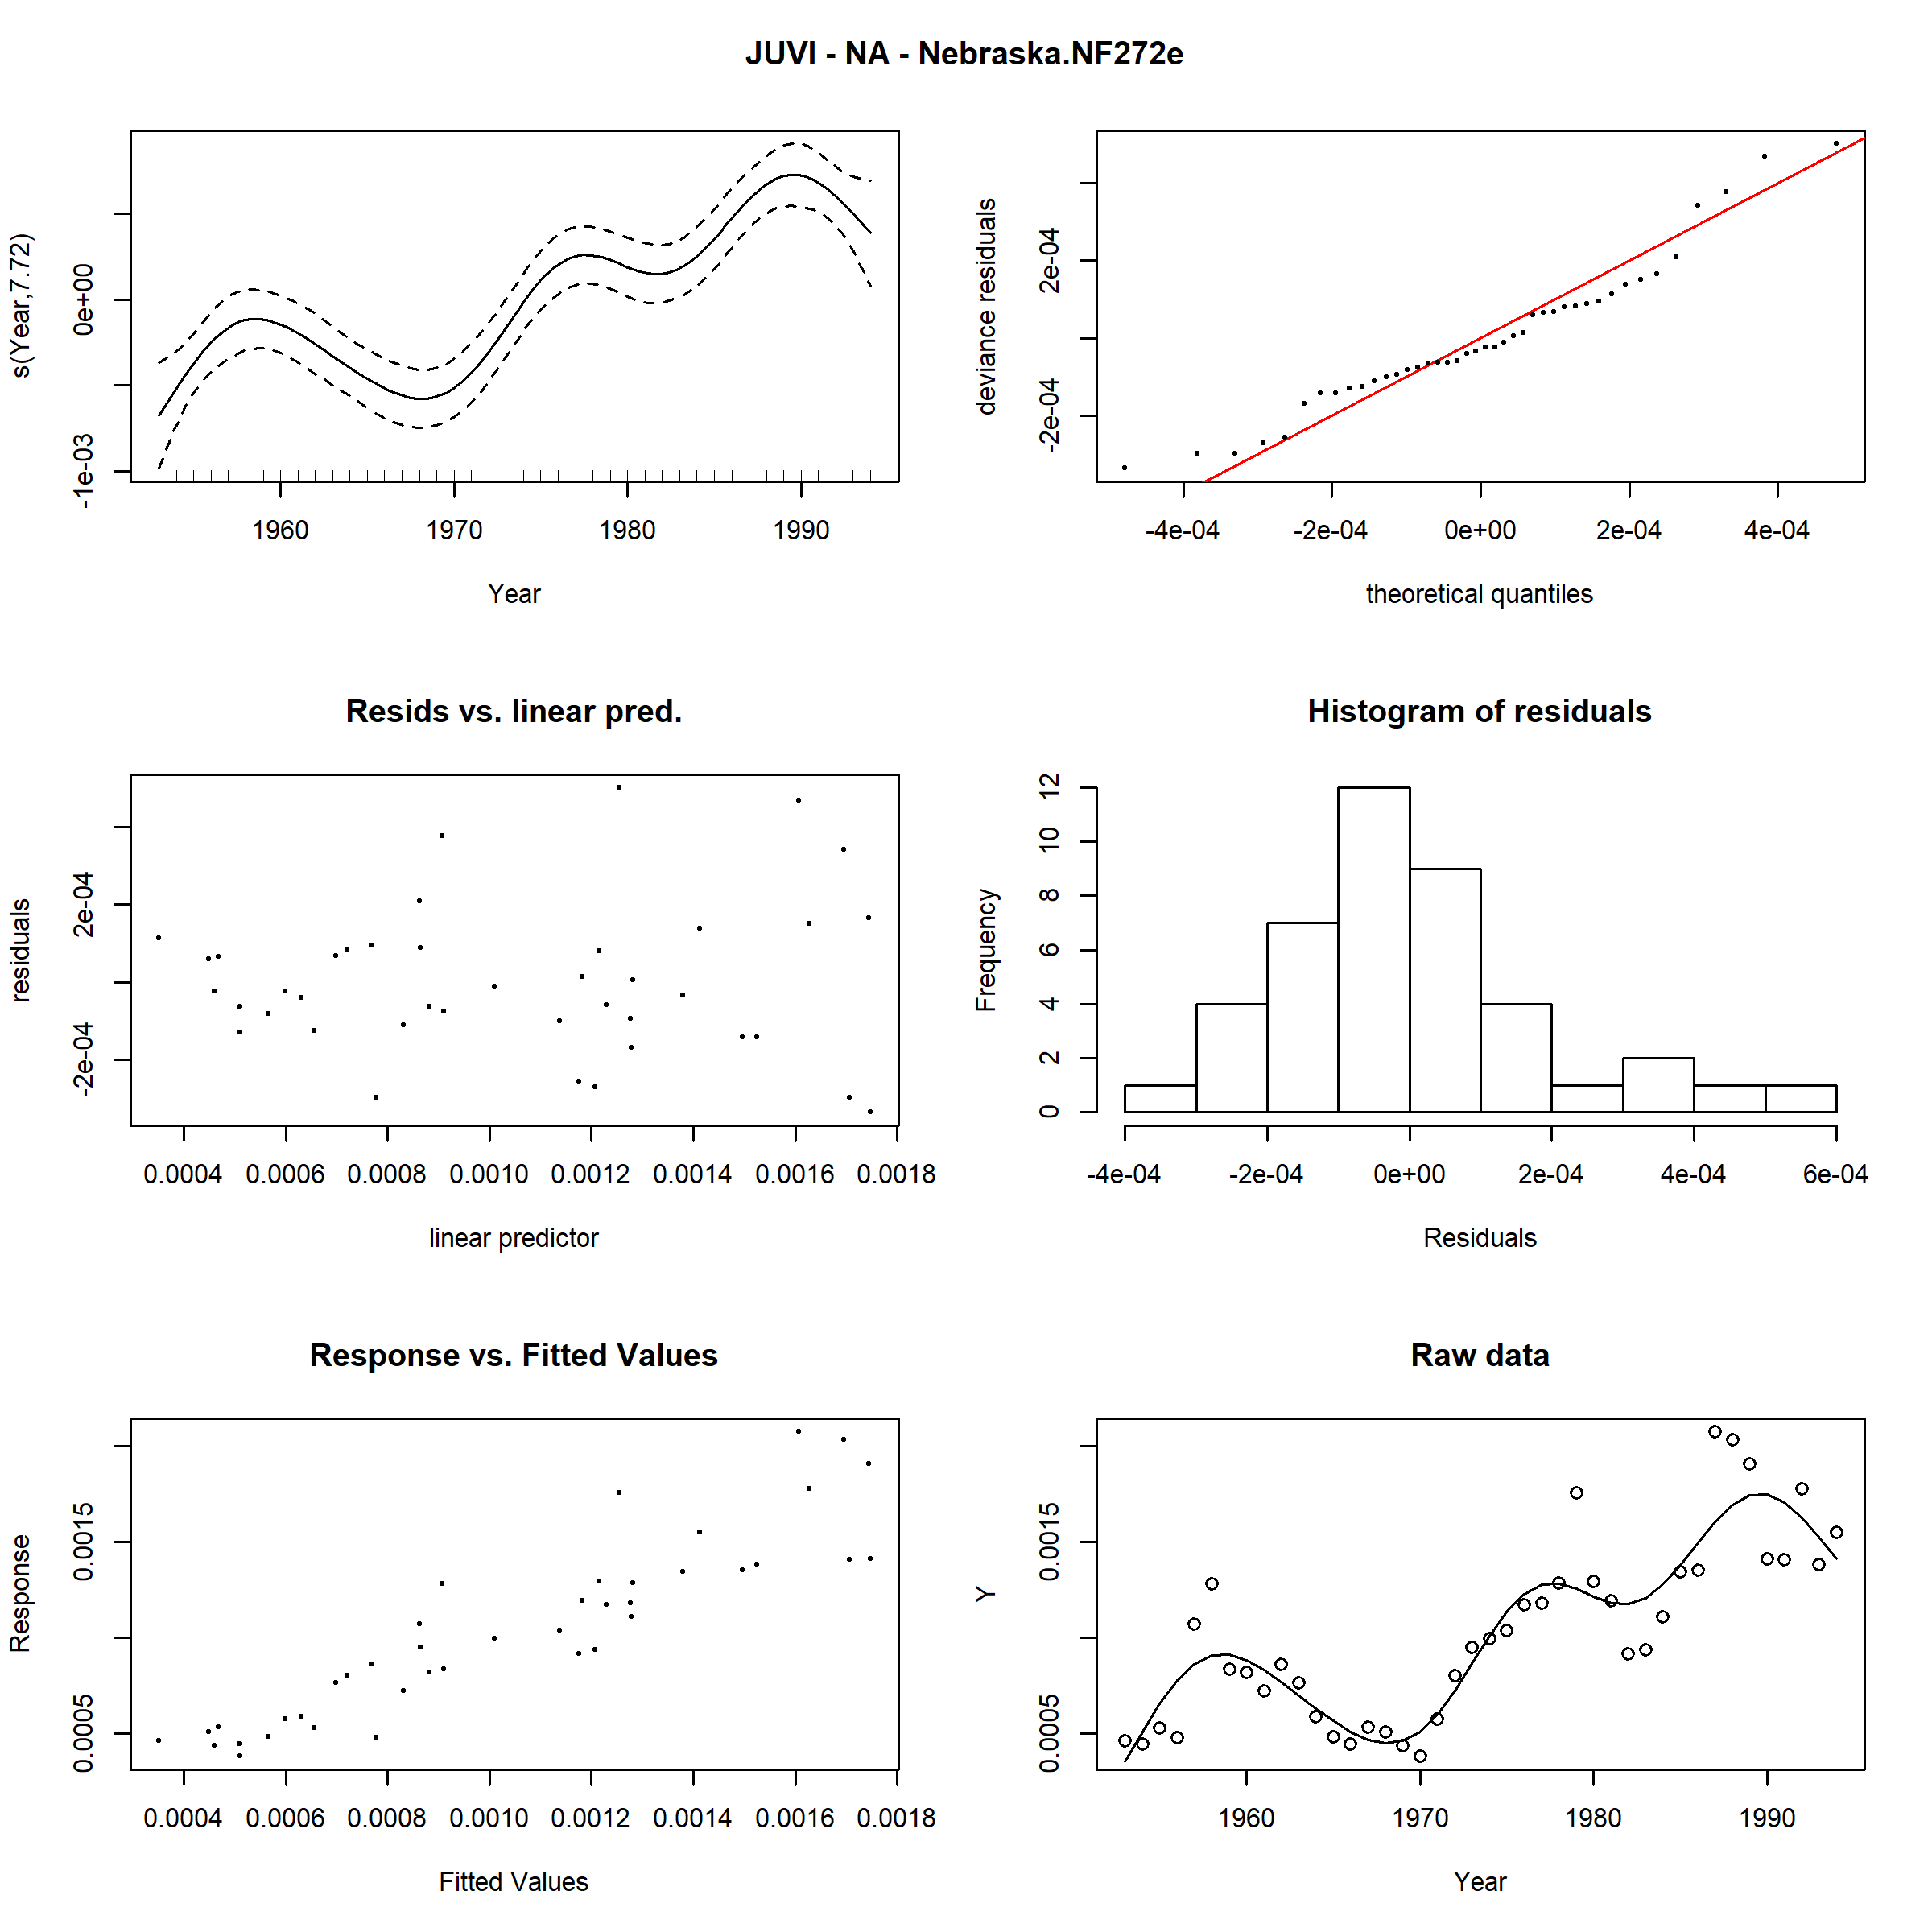 JUVI - NA - Nebraska.NF272e
s(Year,7.72)
-1e-03 0e+00
1960 1970 1980 1990
Year
deviance residuals
-2e-04 2e-04
-4e-04 -2e-04 0e+00 2e-04 4e-04
theoretical quantiles
Resids vs. linear pred.
residuals
-2e-04 2e-04
0.0004 0.0006 0.0008 0.0010 0.0012 0.0014 0.0016 0.0018
linear predictor
Histogram of residuals
Frequency
0 2 4 6 8 10 12
-4e-04 -2e-04 0e+00 2e-04 4e-04 6e-04
Residuals
Response vs. Fitted Values
Response
0.0005 0.0015
0.0004 0.0006 0.0008 0.0010 0.0012 0.0014 0.0016 0.0018
Fitted Values
Raw data
Y
0.0005 0.0015
1960 1970 1980 1990
Year